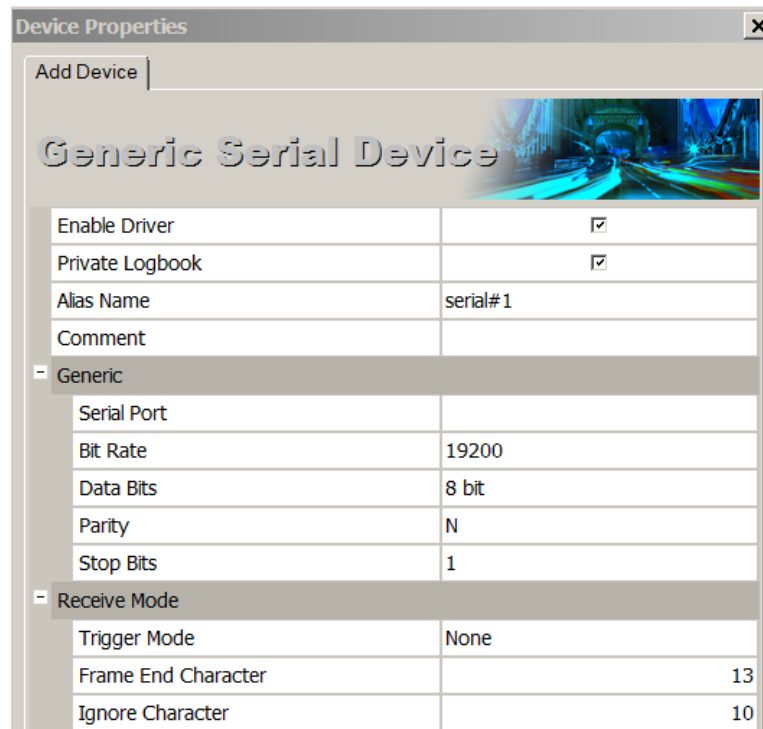 Device Properties
Add Device
Generic Serial Device
Enable Driver
Private Logbook
Alias Name serial#1
Comment
Generic
Serial Port
Bit Rate 19200
Data Bits 8 bit
Parity N
Stop Bits 1
Receive Mode
Trigger Mode None
Frame End Character 13
Ignore Character 10